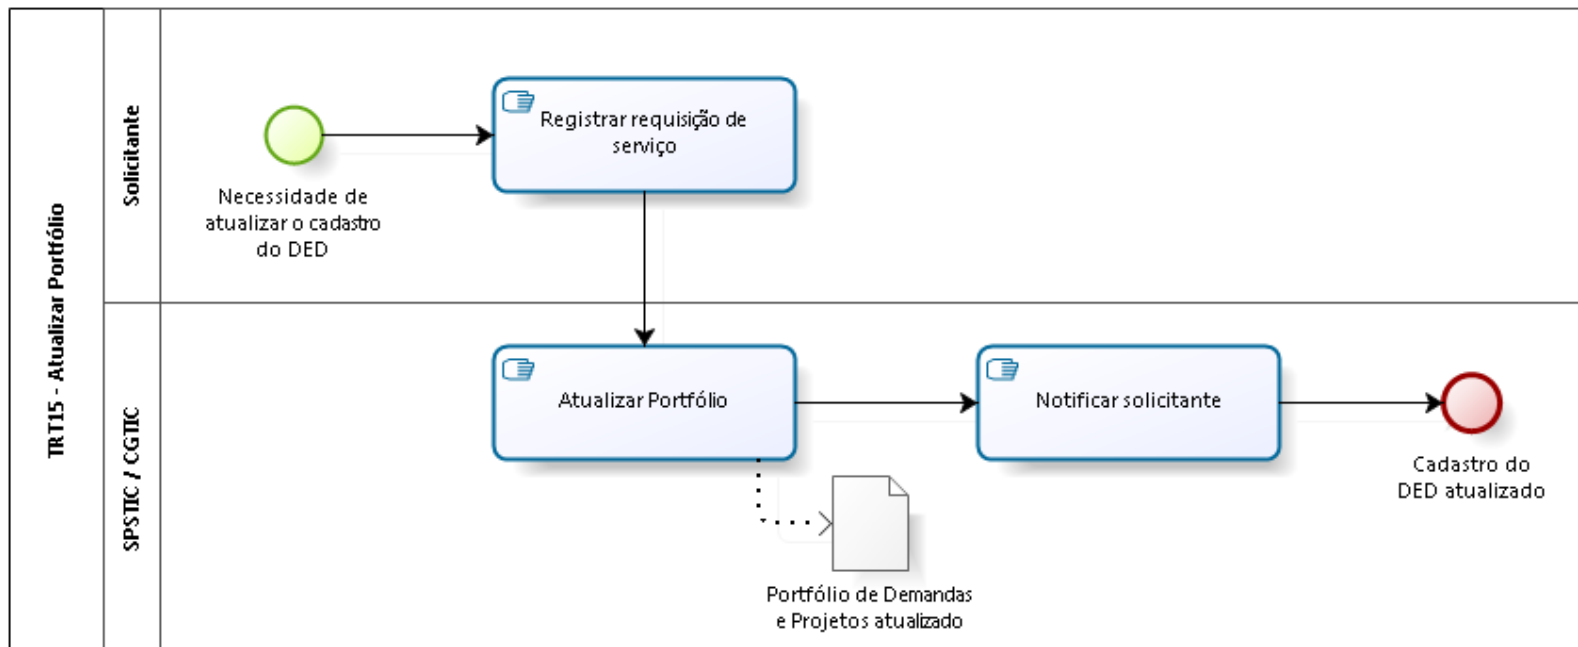 TRT15 - Atualizar Portfólio
Solicitante
Necessidade de
atualizar o cadastro
do DED
Registrar requisição de
serviço
SPSTIC / CGTIC
Atualizar Portfólio
Notificar solicitante
Cadastro do
DED atualizado
Portfólio de Demandas
e Projetos atualizado